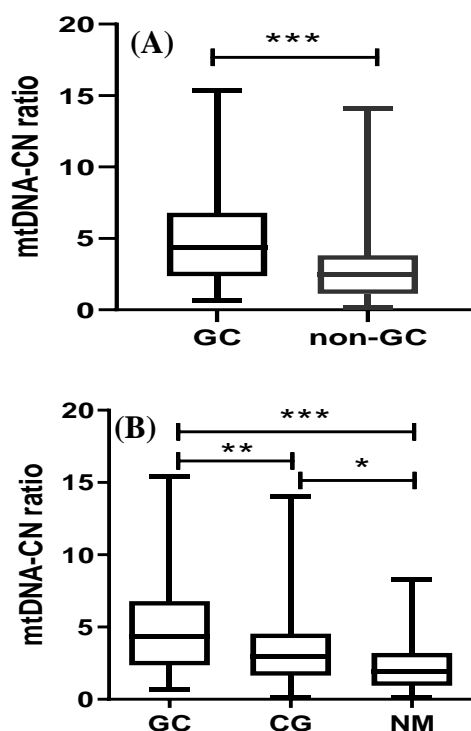 (A)
***
mtDNA-CN ratio
20
15
10
5
0
GC non-GC
(B)
***
** *
mtDNA-CN ratio
20
15
10
5
0
GC CG NM